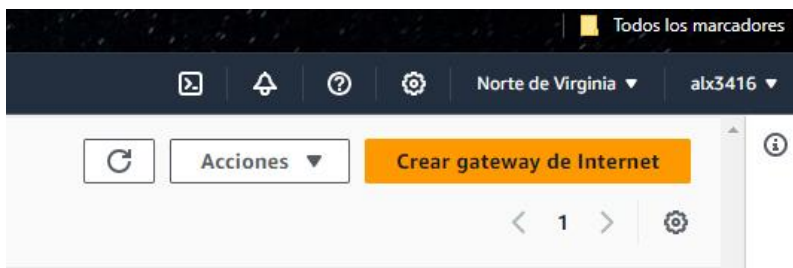 Todos los marcadores
Norte de Virginia ▼ alx3416 ▼
Acciones ▼ Crear gateway de Internet
1